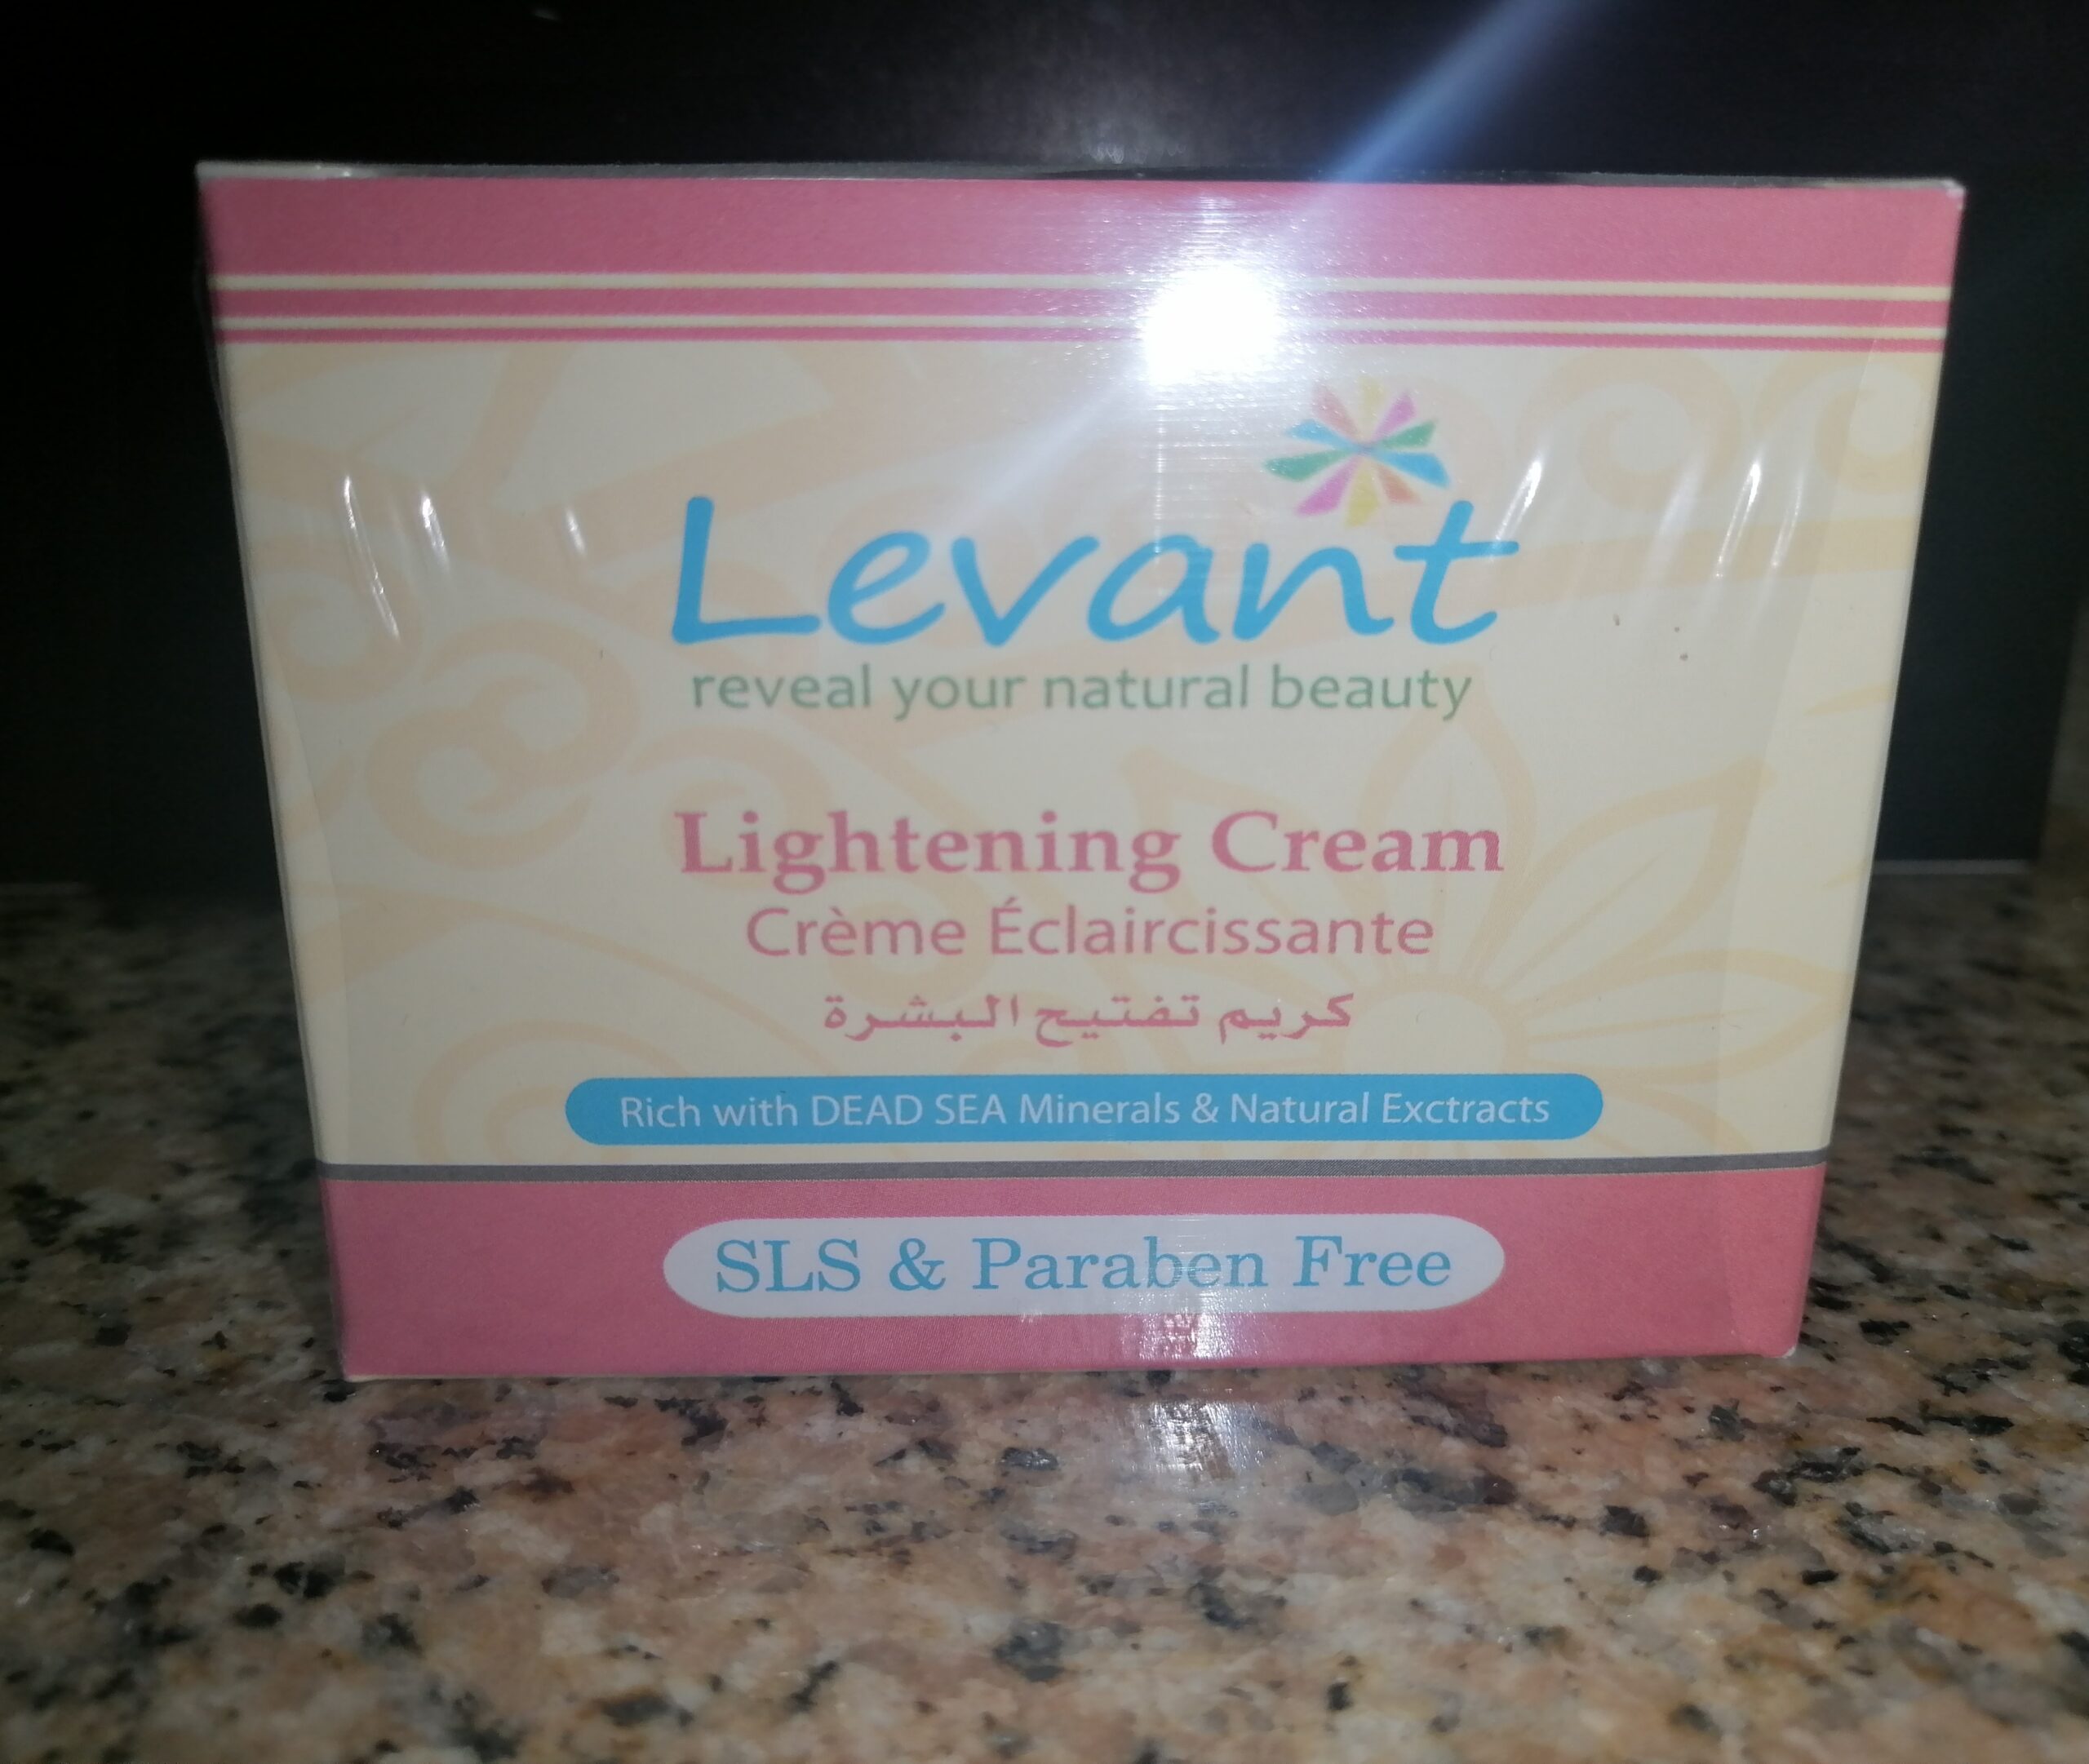 Levant
reveal your natural beauty
Lightening Cream
Crème Éclaircissante
كريم تفتيح البشرة
Rich with DEAD SEA Minerals & Natural Exctracts
SLS & Paraben Free